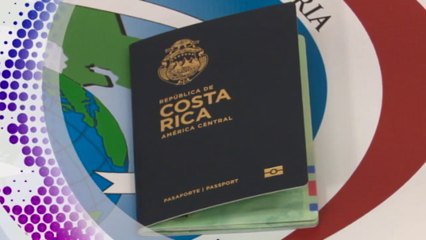 RIA
REPÚBLICA DE
COSTA
RICA
AMÉRICA CENTRAL
PASAPORTE | PASSPORT